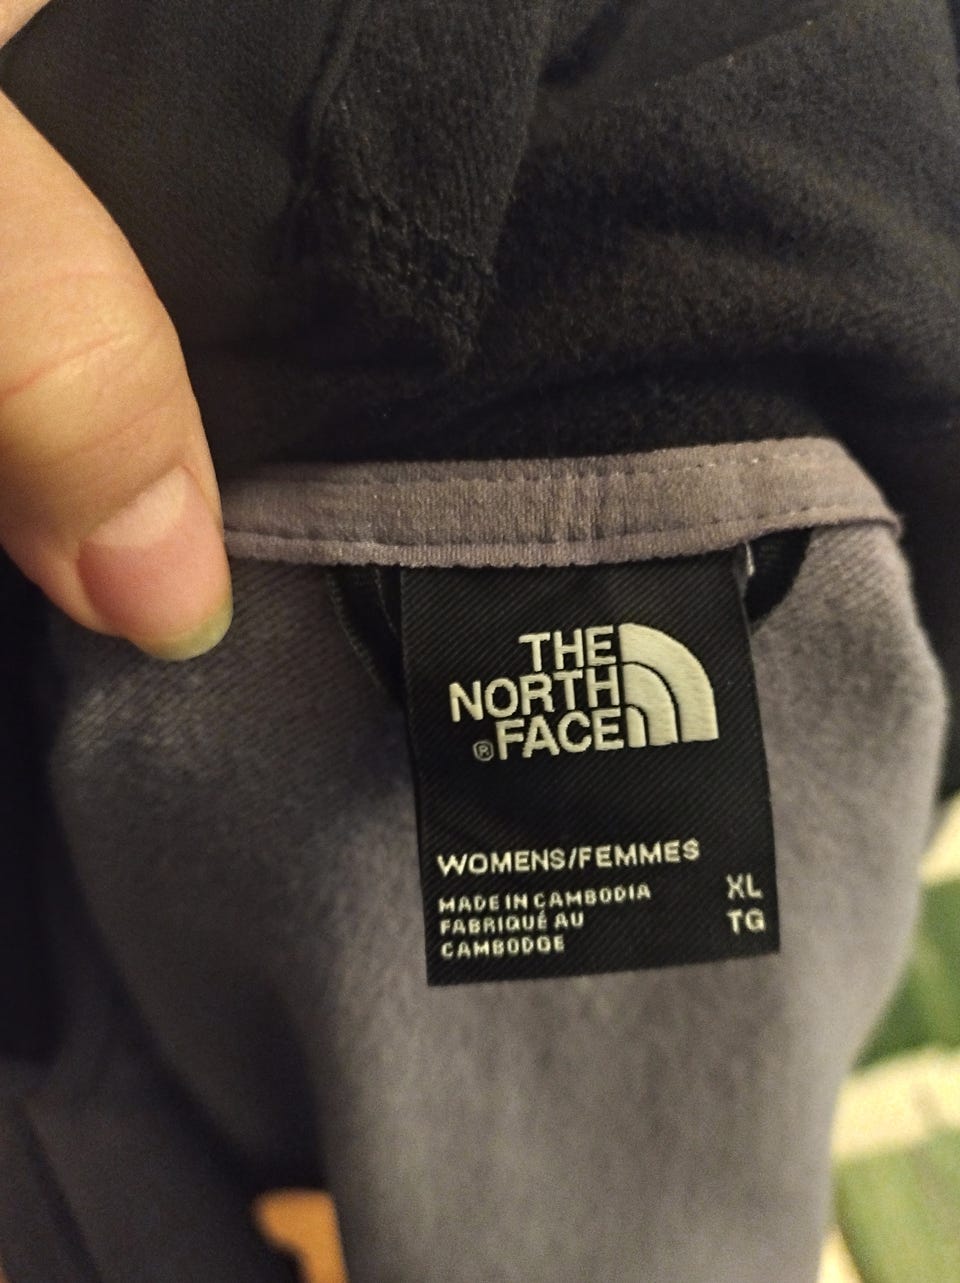 THE
NORTH
® FACE
WOMENS/FEMMES
MADE IN CAMBODIA
FABRIQUÉ AU
CAMBODGE
XL
TG